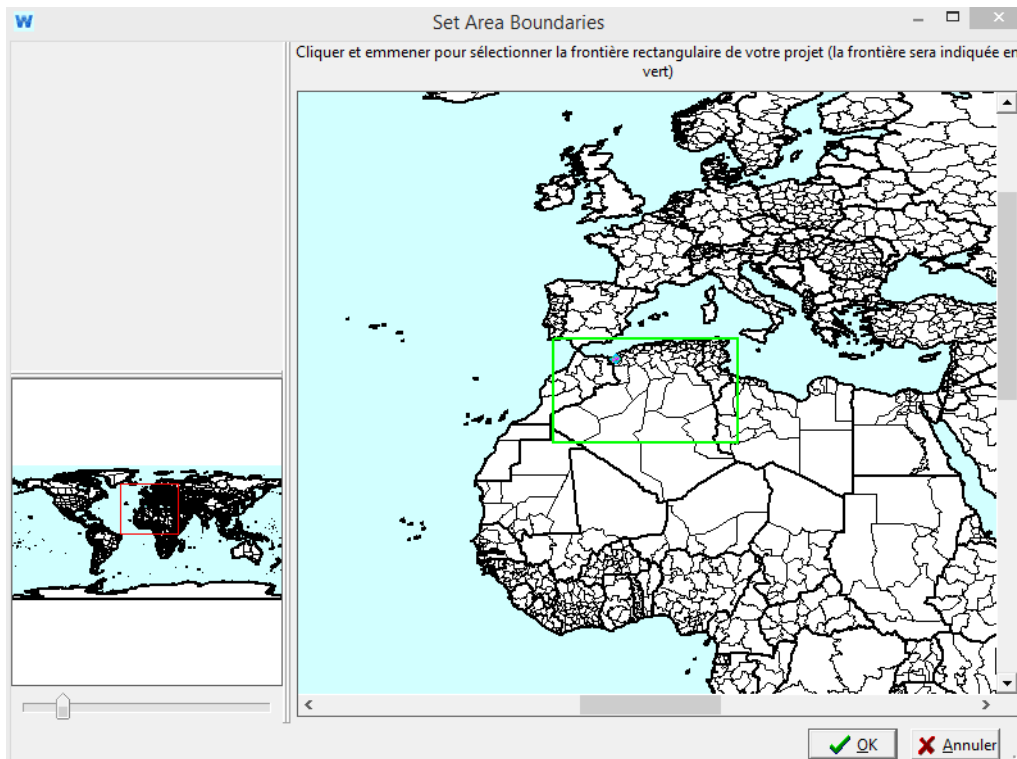 W
Set Area Boundaries
Cliquer et emmener pour sélectionner la frontière rectangulaire de votre projet (la frontière sera indiquée en
vert)
OK
Annuler